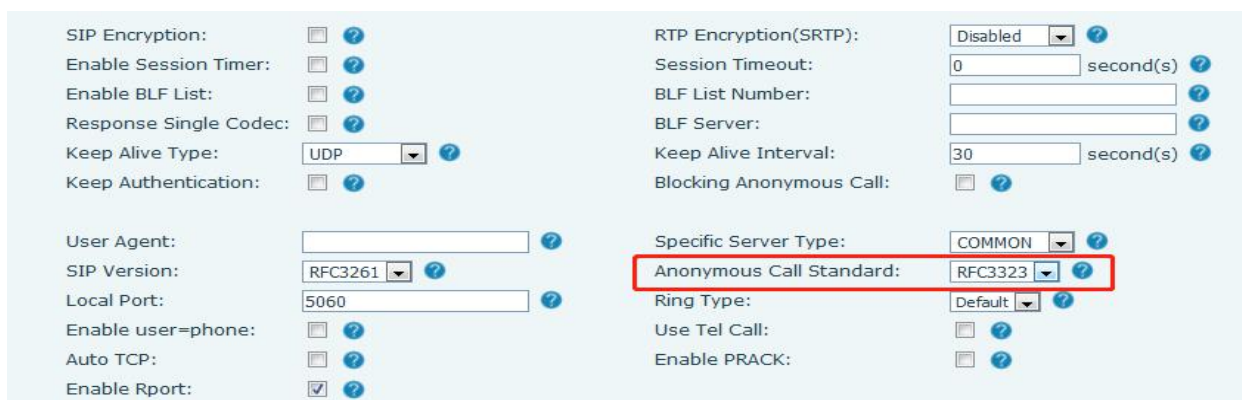 SIP Encryption: RTP Encryption(SRTP): Disabled
Enable Session Timer: Session Timeout: 0 second(s)
Enable BLF List: BLF List Number:
Response Single Codec: BLF Server:
Keep Alive Type: UDP Keep Alive Interval: 30 second(s)
Keep Authentication: Blocking Anonymous Call:
User Agent: Specific Server Type: COMMON
SIP Version: RFC3261 Anonymous Call Standard: RFC3323
Local Port: 5060 Ring Type: Default
Enable user=phone: Use Tel Call:
Auto TCP: Enable PRACK:
Enable Rport: